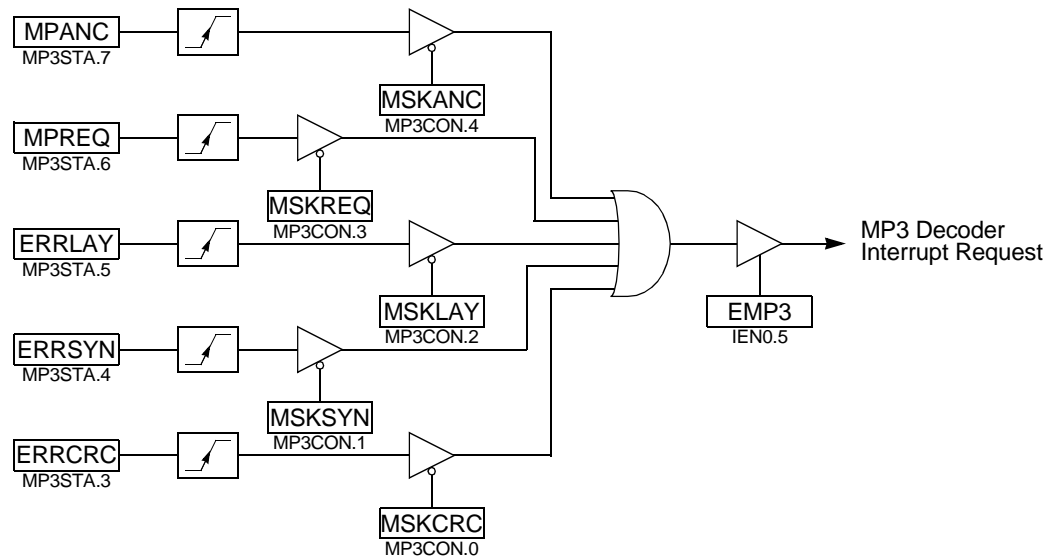 MPANC
MP3STA.7
MSKANC
MP3CON.4
MPREQ
MP3STA.6
MSKREQ
MP3CON.3
ERRLAY
MP3STA.5
MSKLAY
MP3CON.2
MP3 Decoder
Interrupt Request
EMP3
IEN0.5
ERRSYN
MP3STA.4
MSKSYN
MP3CON.1
ERRCRC
MP3STA.3
MSKCRC
MP3CON.0